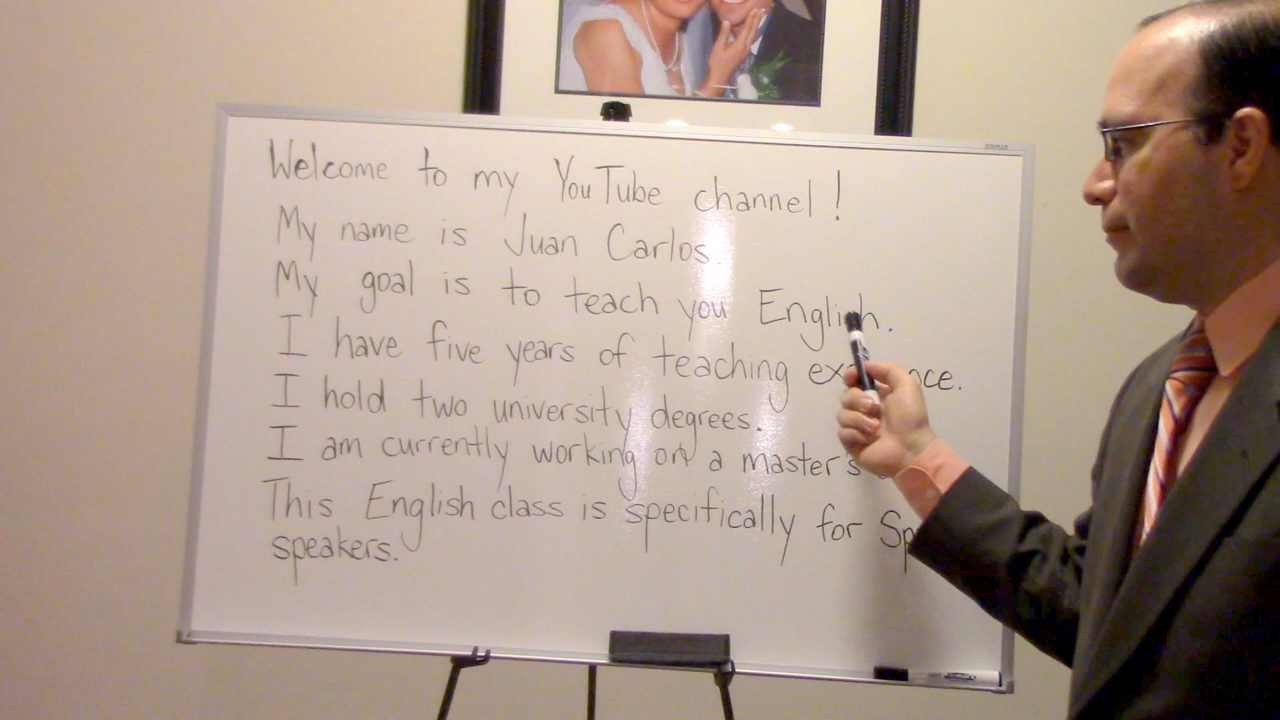 Welcome to my YouTube channel!
My name is Juan Carlos.
My goal is to teach you English.
I have five years of teaching
I hold two university degrees.
I am currently working on a master's
This English class is specifically for
speakers.